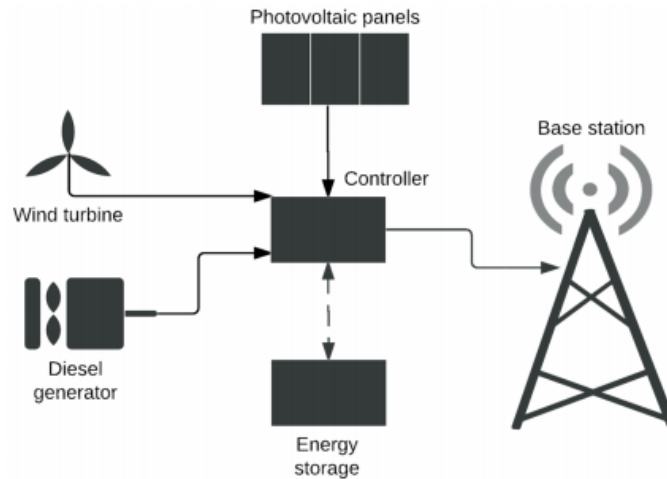 Photovoltaic panels
Base station
Controller
Wind turbine
Diesel
generator
Energy
storage